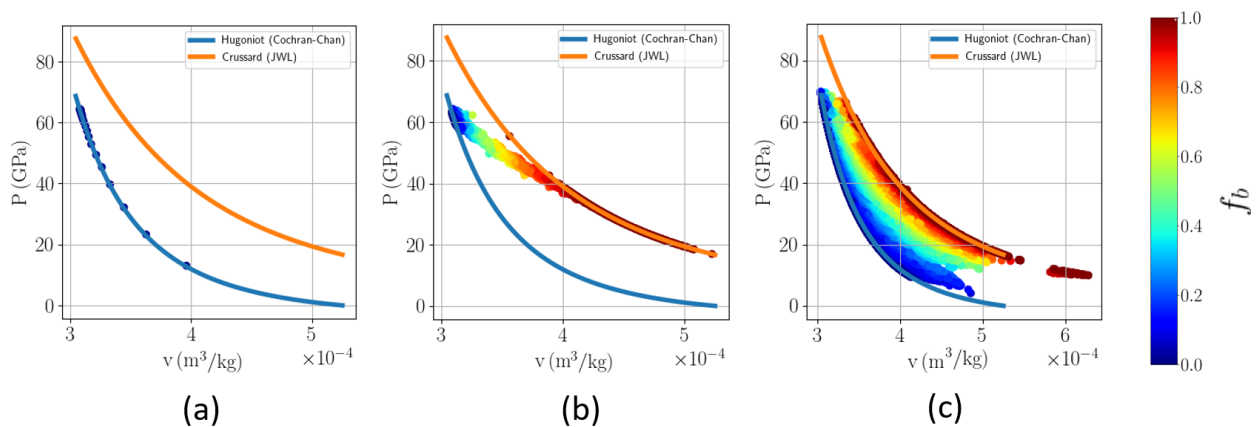 Hugoniot (Cochran-Chan)
Crussard (JWL)
P (GPa)
80
60
40
20
0
3
4
5
v (m³/kg)
×10⁻⁴
(a)
Hugoniot (Cochran-Chan)
Crussard (JWL)
P (GPa)
80
60
40
20
0
3
4
5
v (m³/kg)
×10⁻⁴
(b)
Hugoniot (Cochran-Chan)
Crussard (JWL)
P (GPa)
80
60
40
20
0
3
4
5
6
v (m³/kg)
×10⁻⁴
(c)
1.0
0.8
0.6
0.4
0.2
0.0
f_b